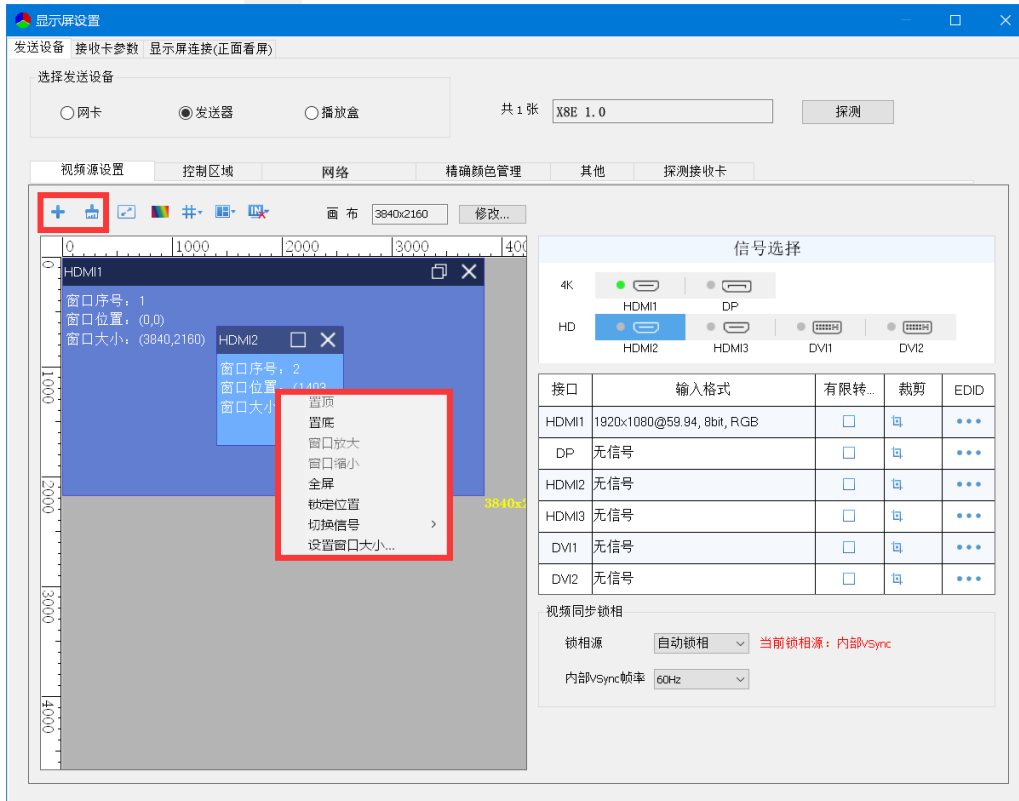 显示屏设置
发送设备 接收卡参数 显示屏连接(正面看屏)
选择发送设备
网卡 发送器 播放盒
共1张 X8E 1.0 探测
视频源设置 控制区域 网络 精确颜色管理 其他 探测接收卡
画布 3840x2160 修改...
0 1000 2000 3000 400
0
1000
2000
3000
4000
HDMI1
窗口序号：1
窗口位置：(0,0)
窗口大小：(3840,2160)
HDMI2
窗口序号：2
窗口位置：(1403
窗口大小
置顶
置底
窗口放大
窗口缩小
全屏
锁定位置
切换信号
设置窗口大小...
3840x2
信号选择
4K
HDMI1 DP
HD
HDMI2 HDMI3 DVI1 DVI2
接口 输入格式 有限转... 裁剪 EDID
HDMI1 1920x1080@59.94, 8bit, RGB
DP 无信号
HDMI2 无信号
HDMI3 无信号
DVI1 无信号
DVI2 无信号
视频同步锁相
锁相源 自动锁相 当前锁相源：内部VSync
内部VSync帧率 60Hz